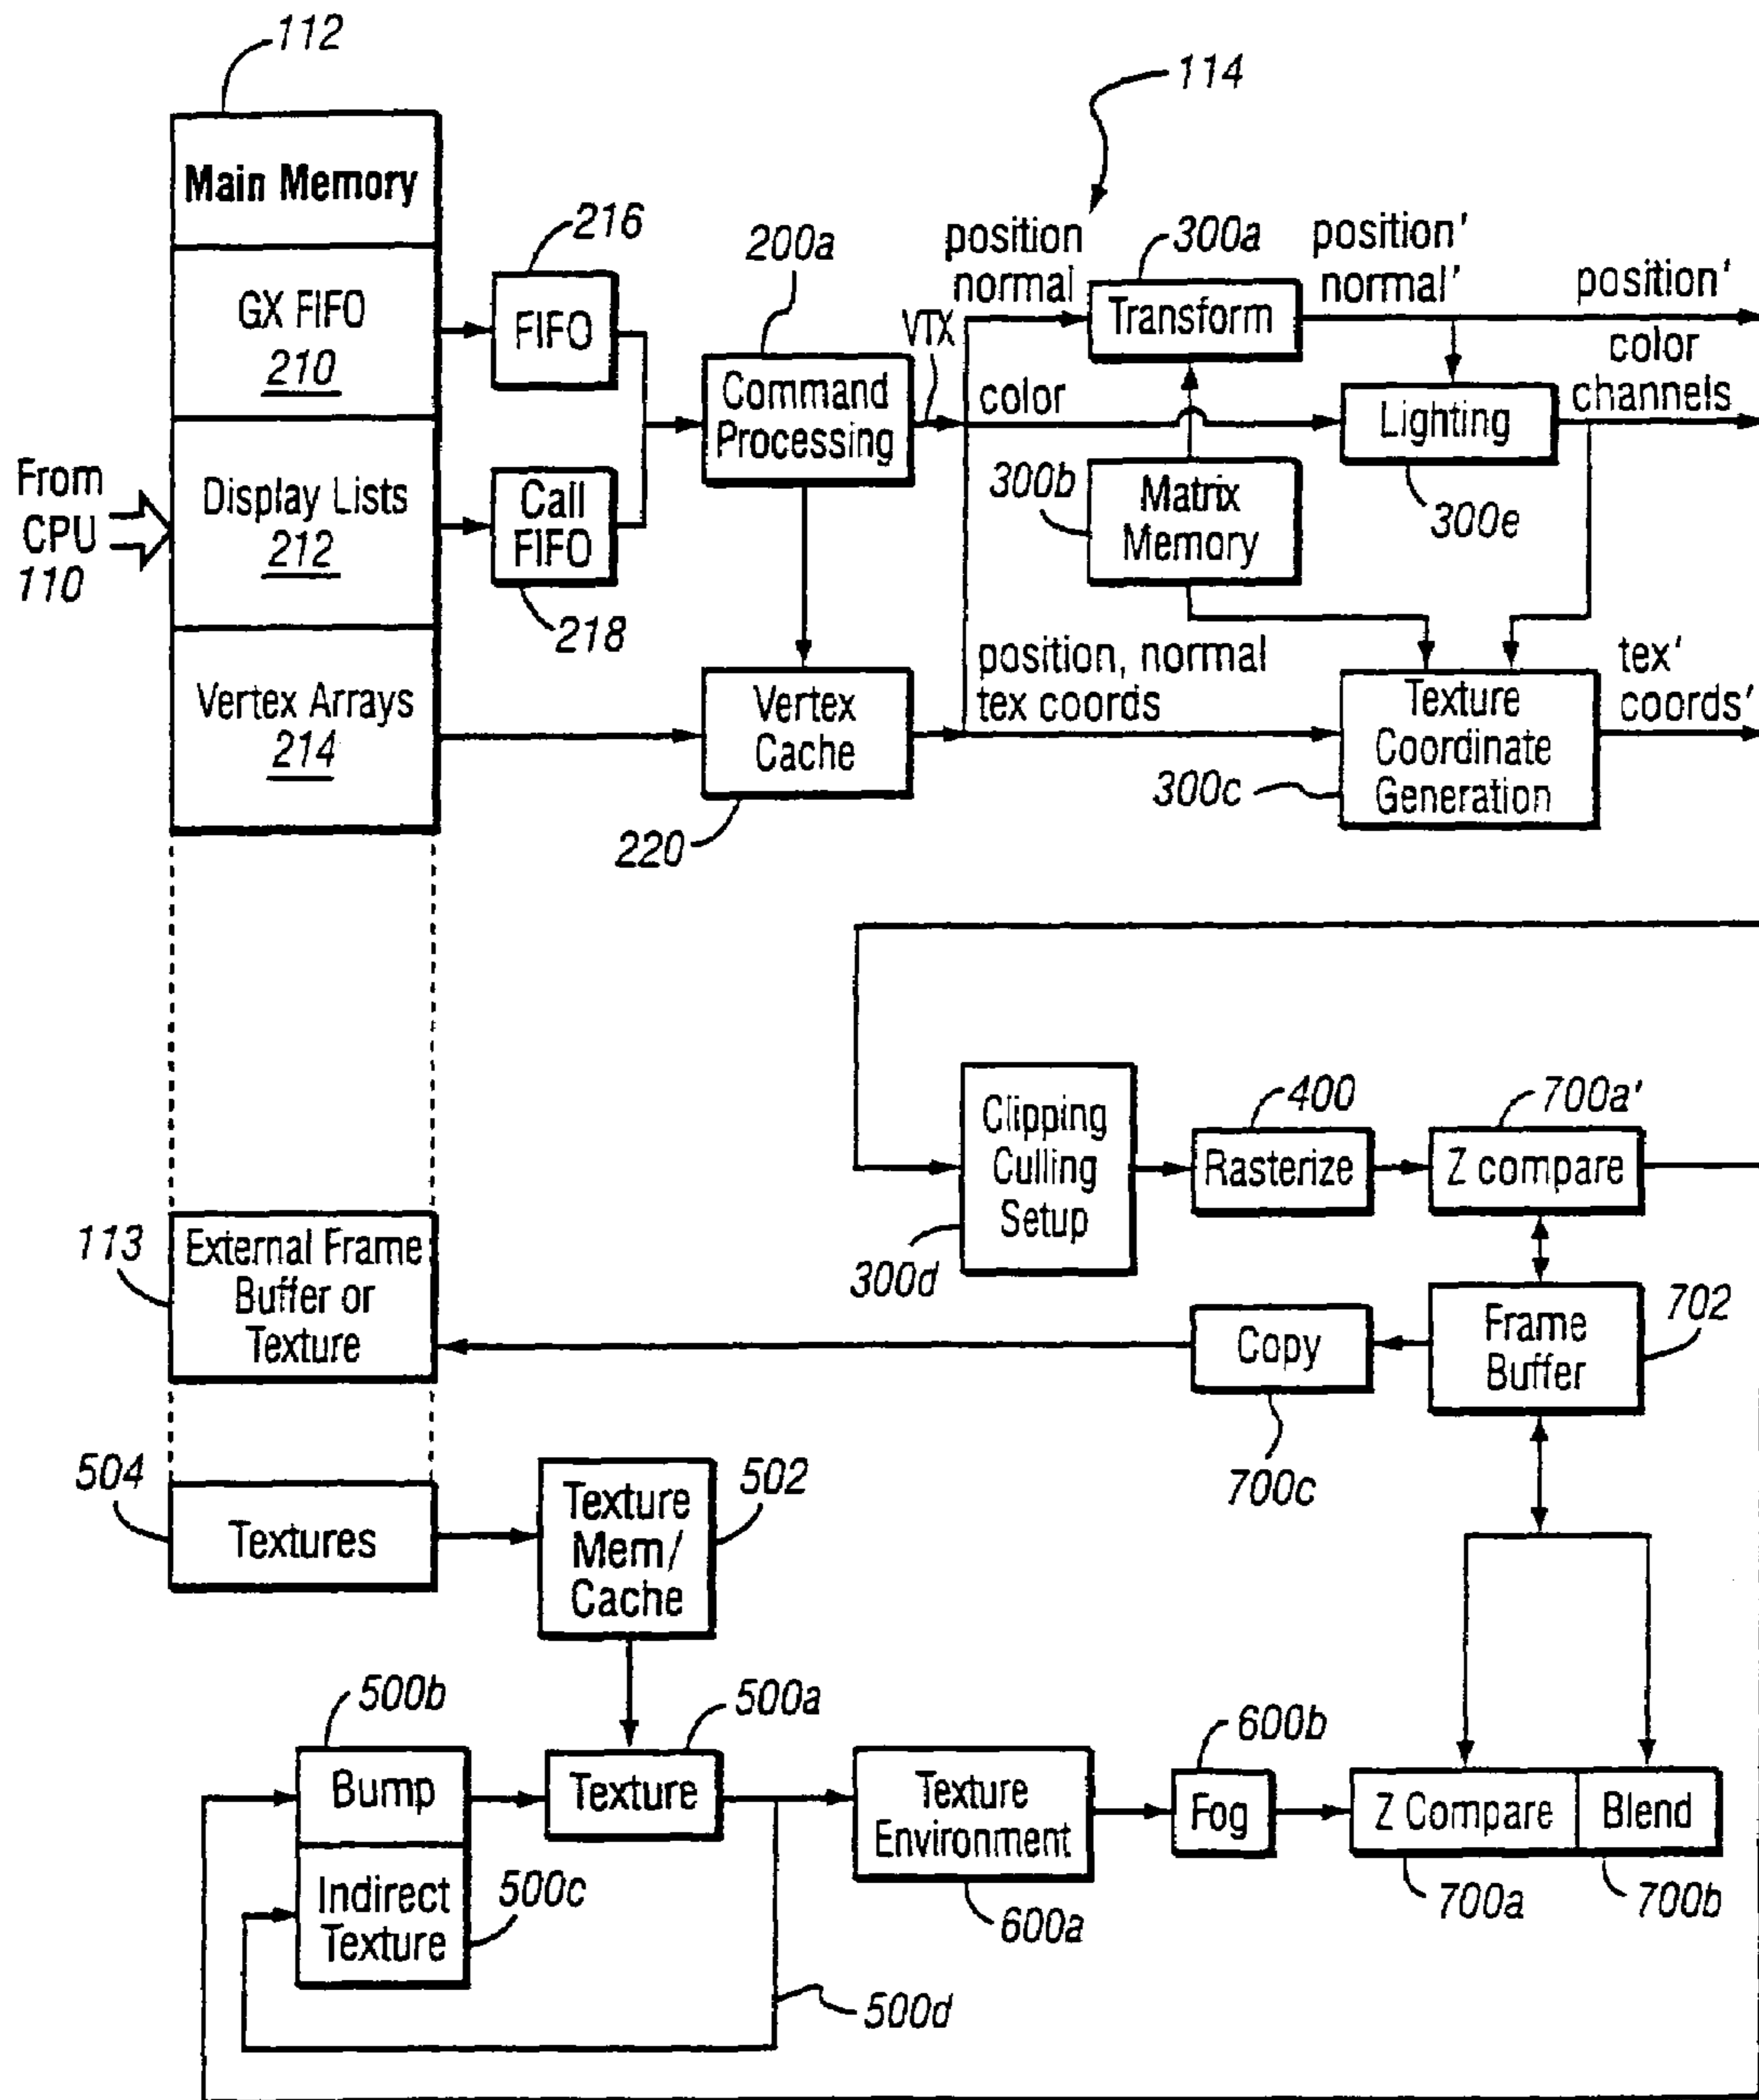 112
114
Main Memory
GX FIFO
210
Display Lists
212
Vertex Arrays
214
From
CPU
110
216
FIFO
Call
FIFO
218
200a
Command
Processing
Vertex
Cache
220
VTX
position
normal
color
position, normal
tex coords
300a
Transform
300b
Matrix
Memory
position'
normal'
position'
color
channels
Lighting
300e
Texture
Coordinate
Generation
300c
tex'
coords'
Clipping
Culling
Setup
300d
400
Rasterize
700a'
Z compare
113
External Frame
Buffer or
Texture
Copy
700c
Frame
Buffer
702
504
Textures
Texture
Mem/
Cache
502
500b
Bump
Indirect
Texture
500c
500a
Texture
500d
Texture
Environment
600a
600b
Fog
Z Compare
700a
Blend
700b